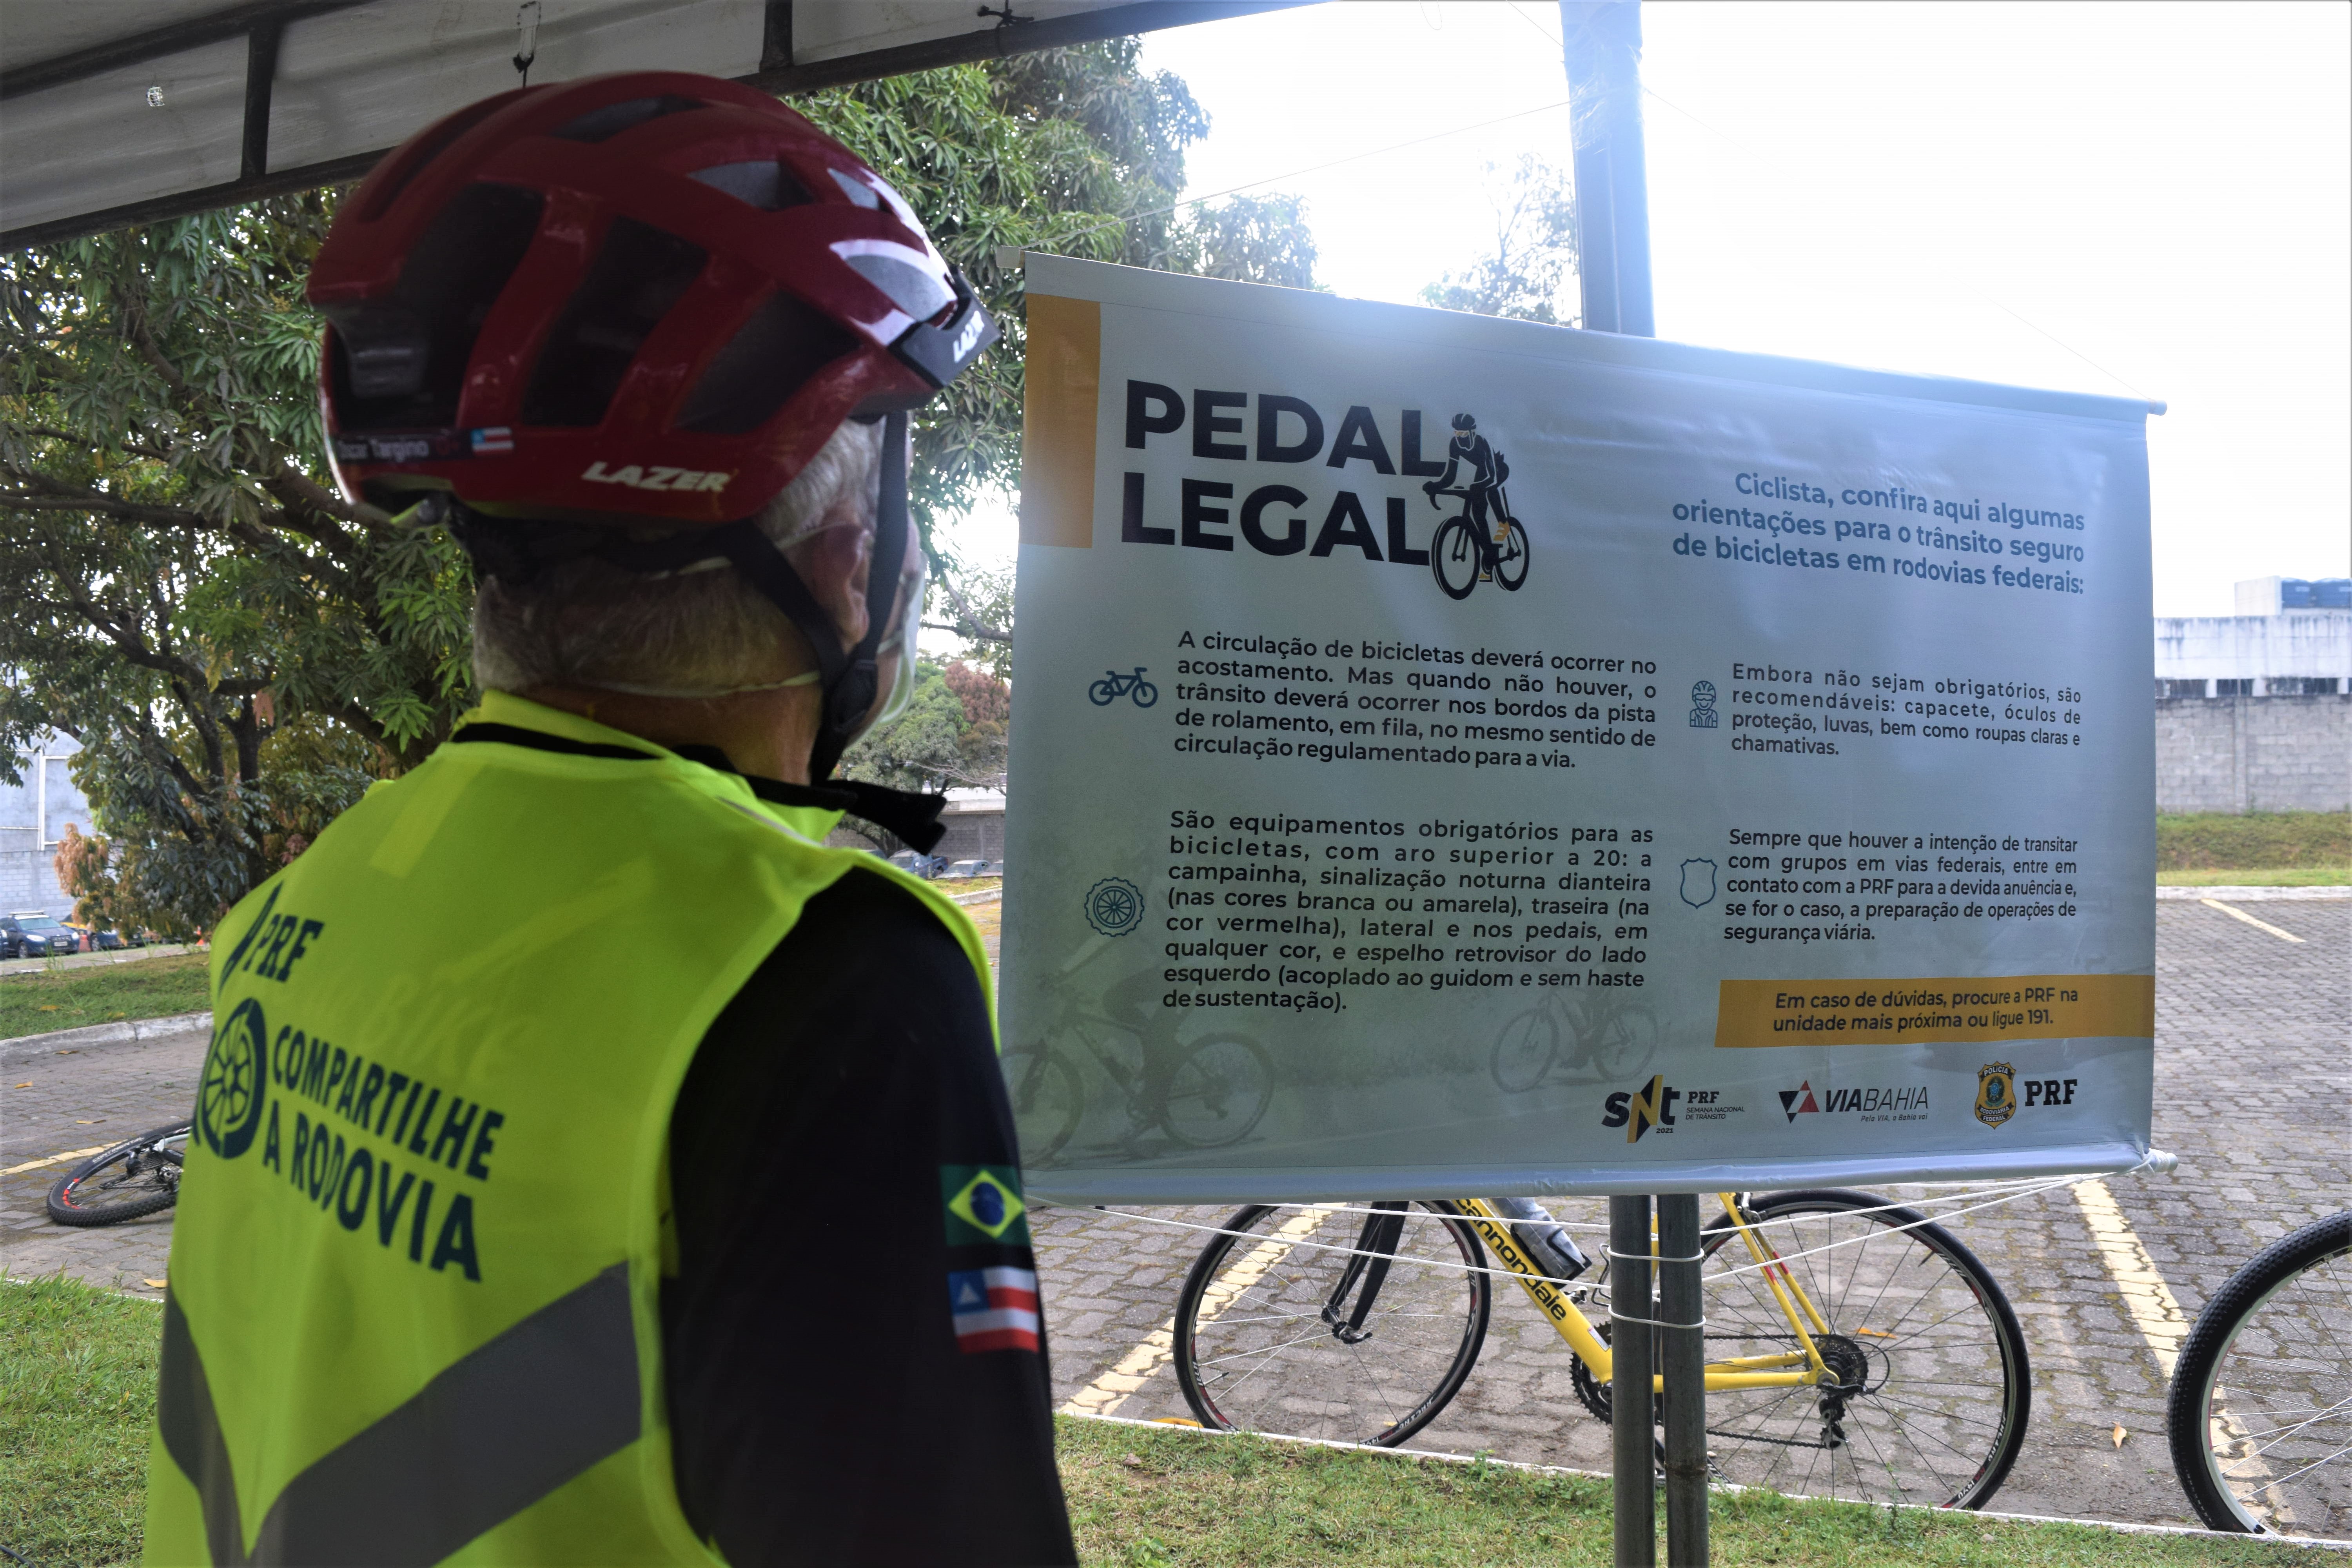 PEDAL
LEGAL
Ciclista, confira aqui algumas
orientações para o trânsito seguro
de bicicletas em rodovias federais:
A circulação de bicicletas deverá ocorrer no
acostamento. Mas quando não houver, o
trânsito deverá ocorrer nos bordos da pista
de rolamento, em fila, no mesmo sentido de
circulação regulamentado para a via.
São equipamentos obrigatórios para as
bicicletas, com aro superior a 20: a
campainha, sinalização noturna dianteira
(nas cores branca ou amarela), traseira (na
cor vermelha), lateral e nos pedais, em
qualquer cor, e espelho retrovisor do lado
esquerdo (acoplado ao guidom e sem haste
de sustentação).
Embora não sejam obrigatórios, são
recomendáveis: capacete, óculos de
proteção, luvas, bem como roupas claras e
chamativas.
Sempre que houver a intenção de transitar
com grupos em vias federais, entre em
contato com a PRF para a devida anuência e,
se for o caso, a preparação de operações de
segurança viária.
Em caso de dúvidas, procure a PRF na
unidade mais próxima ou ligue 191.
sNt
2021
PRF
SEMANA NACIONAL
DE TRÂNSITO
VIABAHIA
Pela VIA, a Bahia vai
POLÍCIA
RODOVIÁRIA
FEDERAL
PRF
LAZER
LAZER
Targino
PRF
COMPARTILHE
A RODOVIA
cannondale